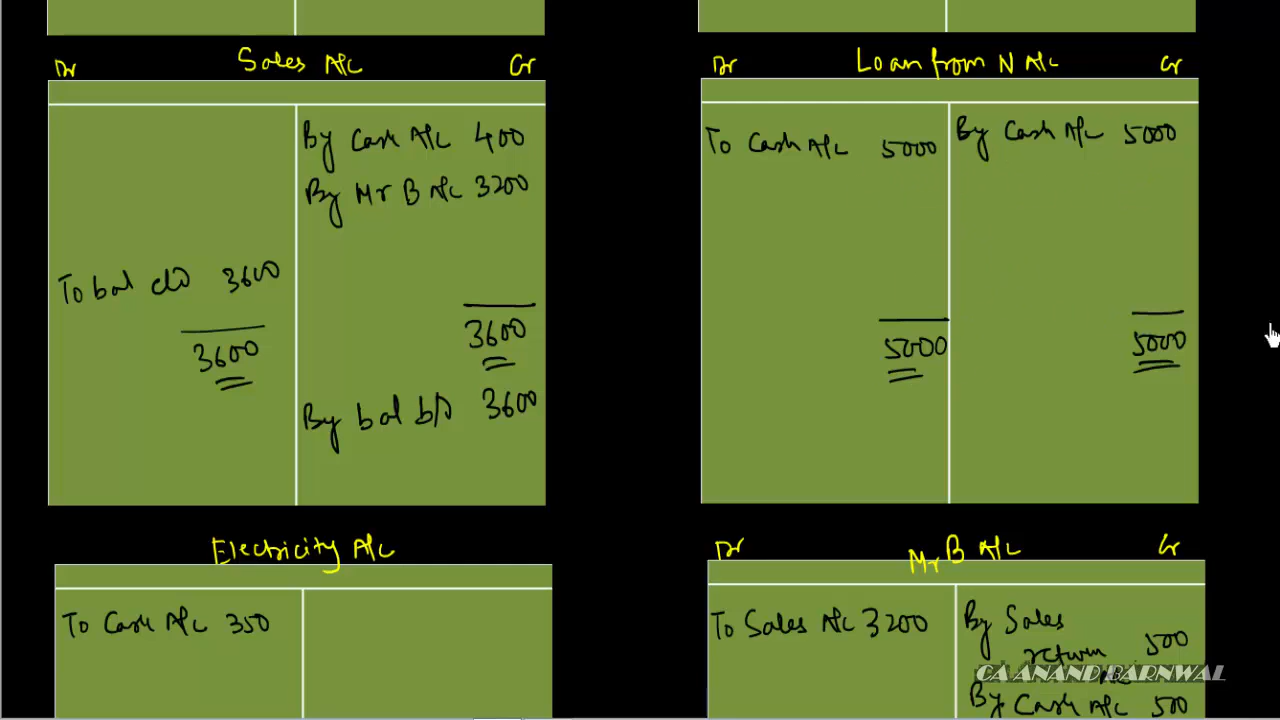 Dr Sales A/c Cr
By Cash A/c 400
By Mr B A/c 3200
To bal c/d 3600
3600
3600
By bal b/d 3600
Dr Loan from N A/c Cr
To Cash A/c 5000
By Cash A/c 5000
5000
5000
Electricity A/c
To Cash A/c 350
Dr Mr B A/c Cr
To Sales A/c 3200
By Sales
return 500
A/c
By Cash A/c 500
CA ANAND BARNWAL